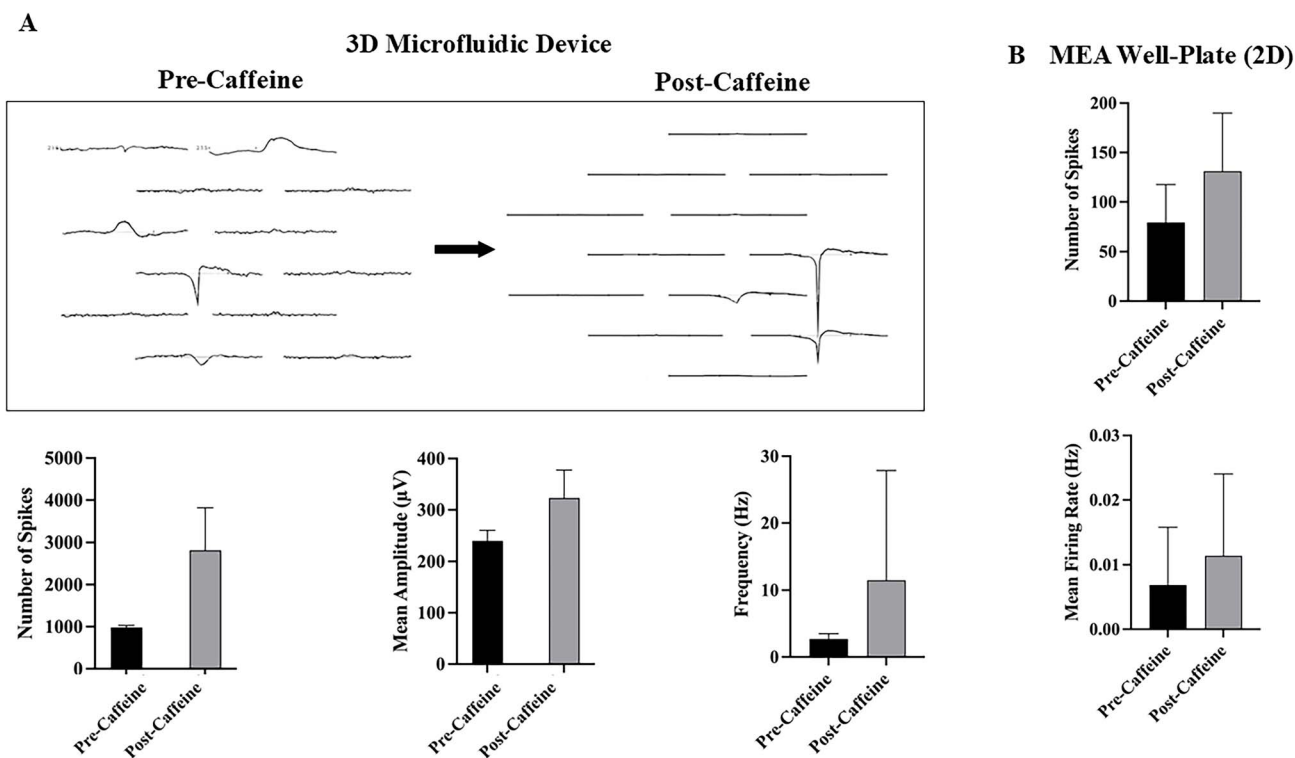 A
3D Microfluidic Device
Pre-Caffeine
Post-Caffeine
B MEA Well-Plate (2D)
Number of Spikes
200
150
100
50
0
Pre-Caffeine
Post-Caffeine
Number of Spikes
5000
4000
3000
2000
1000
0
Pre-Caffeine
Post-Caffeine
Mean Amplitude (µV)
400
300
200
100
0
Pre-Caffeine
Post-Caffeine
Frequency (Hz)
30
20
10
0
Pre-Caffeine
Post-Caffeine
Mean Firing Rate (Hz)
0.03
0.02
0.01
0.00
Pre-Caffeine
Post-Caffeine